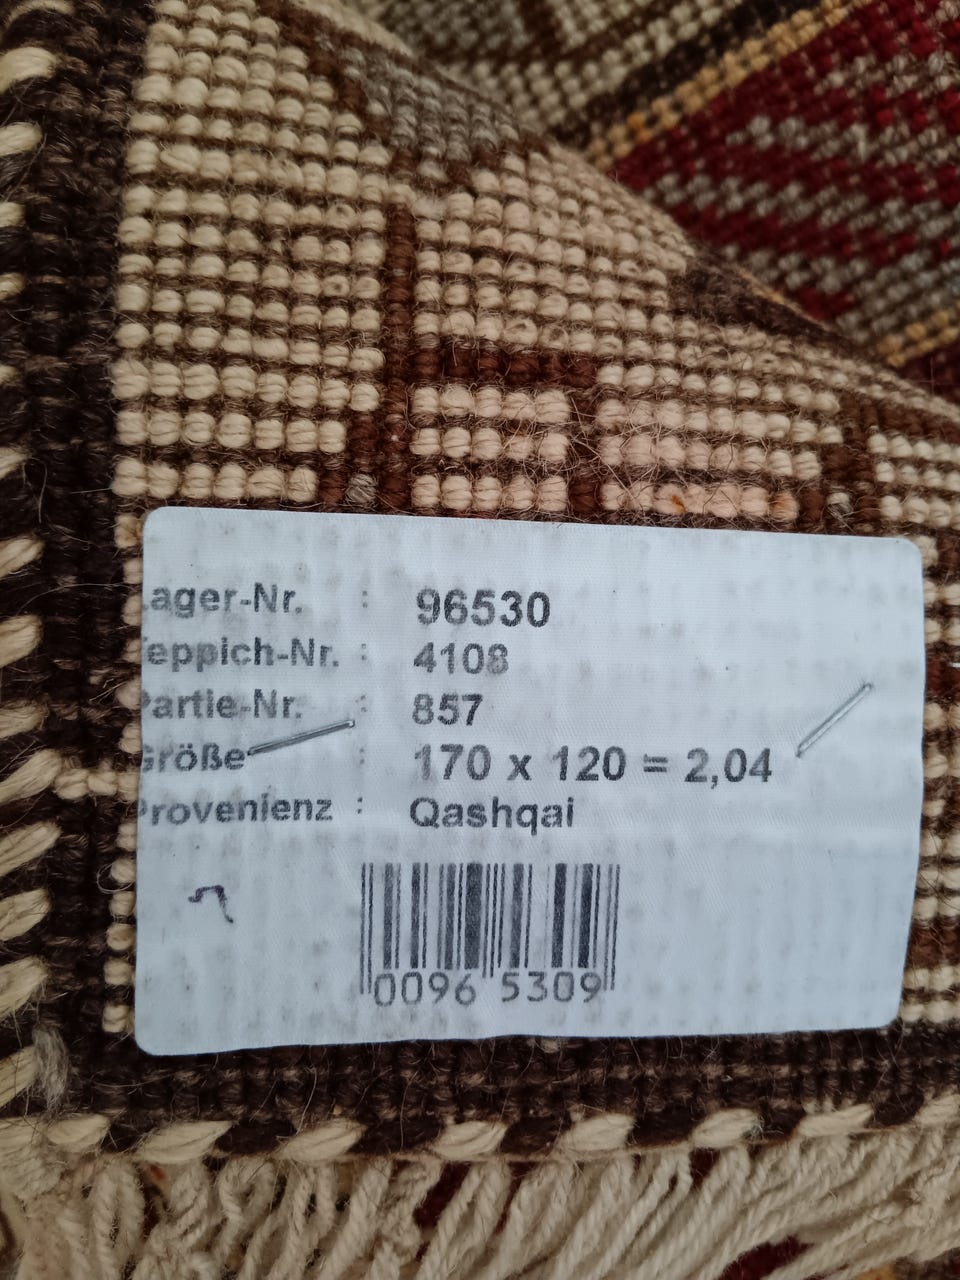 Lager-Nr. : 96530
Teppich-Nr. : 4108
Partie-Nr. : 857
Größe : 170 x 120 = 2,04
Provenienz : Qashqai
0096 5309